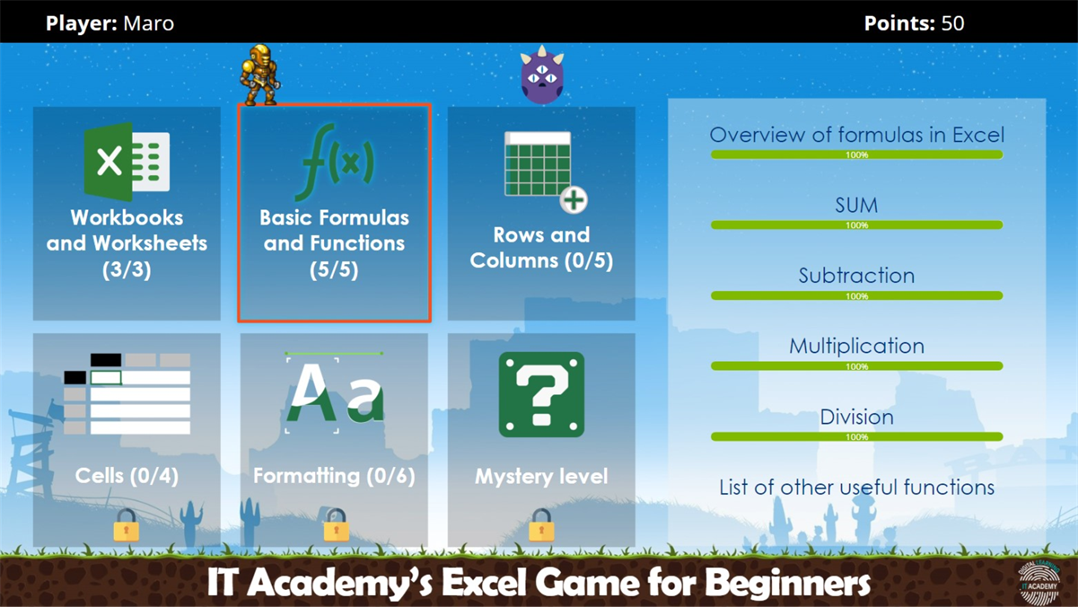 Player: Maro
Points: 50
Workbooks
and Worksheets
(3/3)
Basic Formulas
and Functions
(5/5)
Rows and
Columns (0/5)
Cells (0/4)
Formatting (0/6)
Mystery level
Overview of formulas in Excel
100%
SUM
100%
Subtraction
100%
Multiplication
100%
Division
100%
List of other useful functions
X
f(x)
Aa
?
IT Academy's Excel Game for Beginners
DIGITAL LEARNING
IT ACADEMY